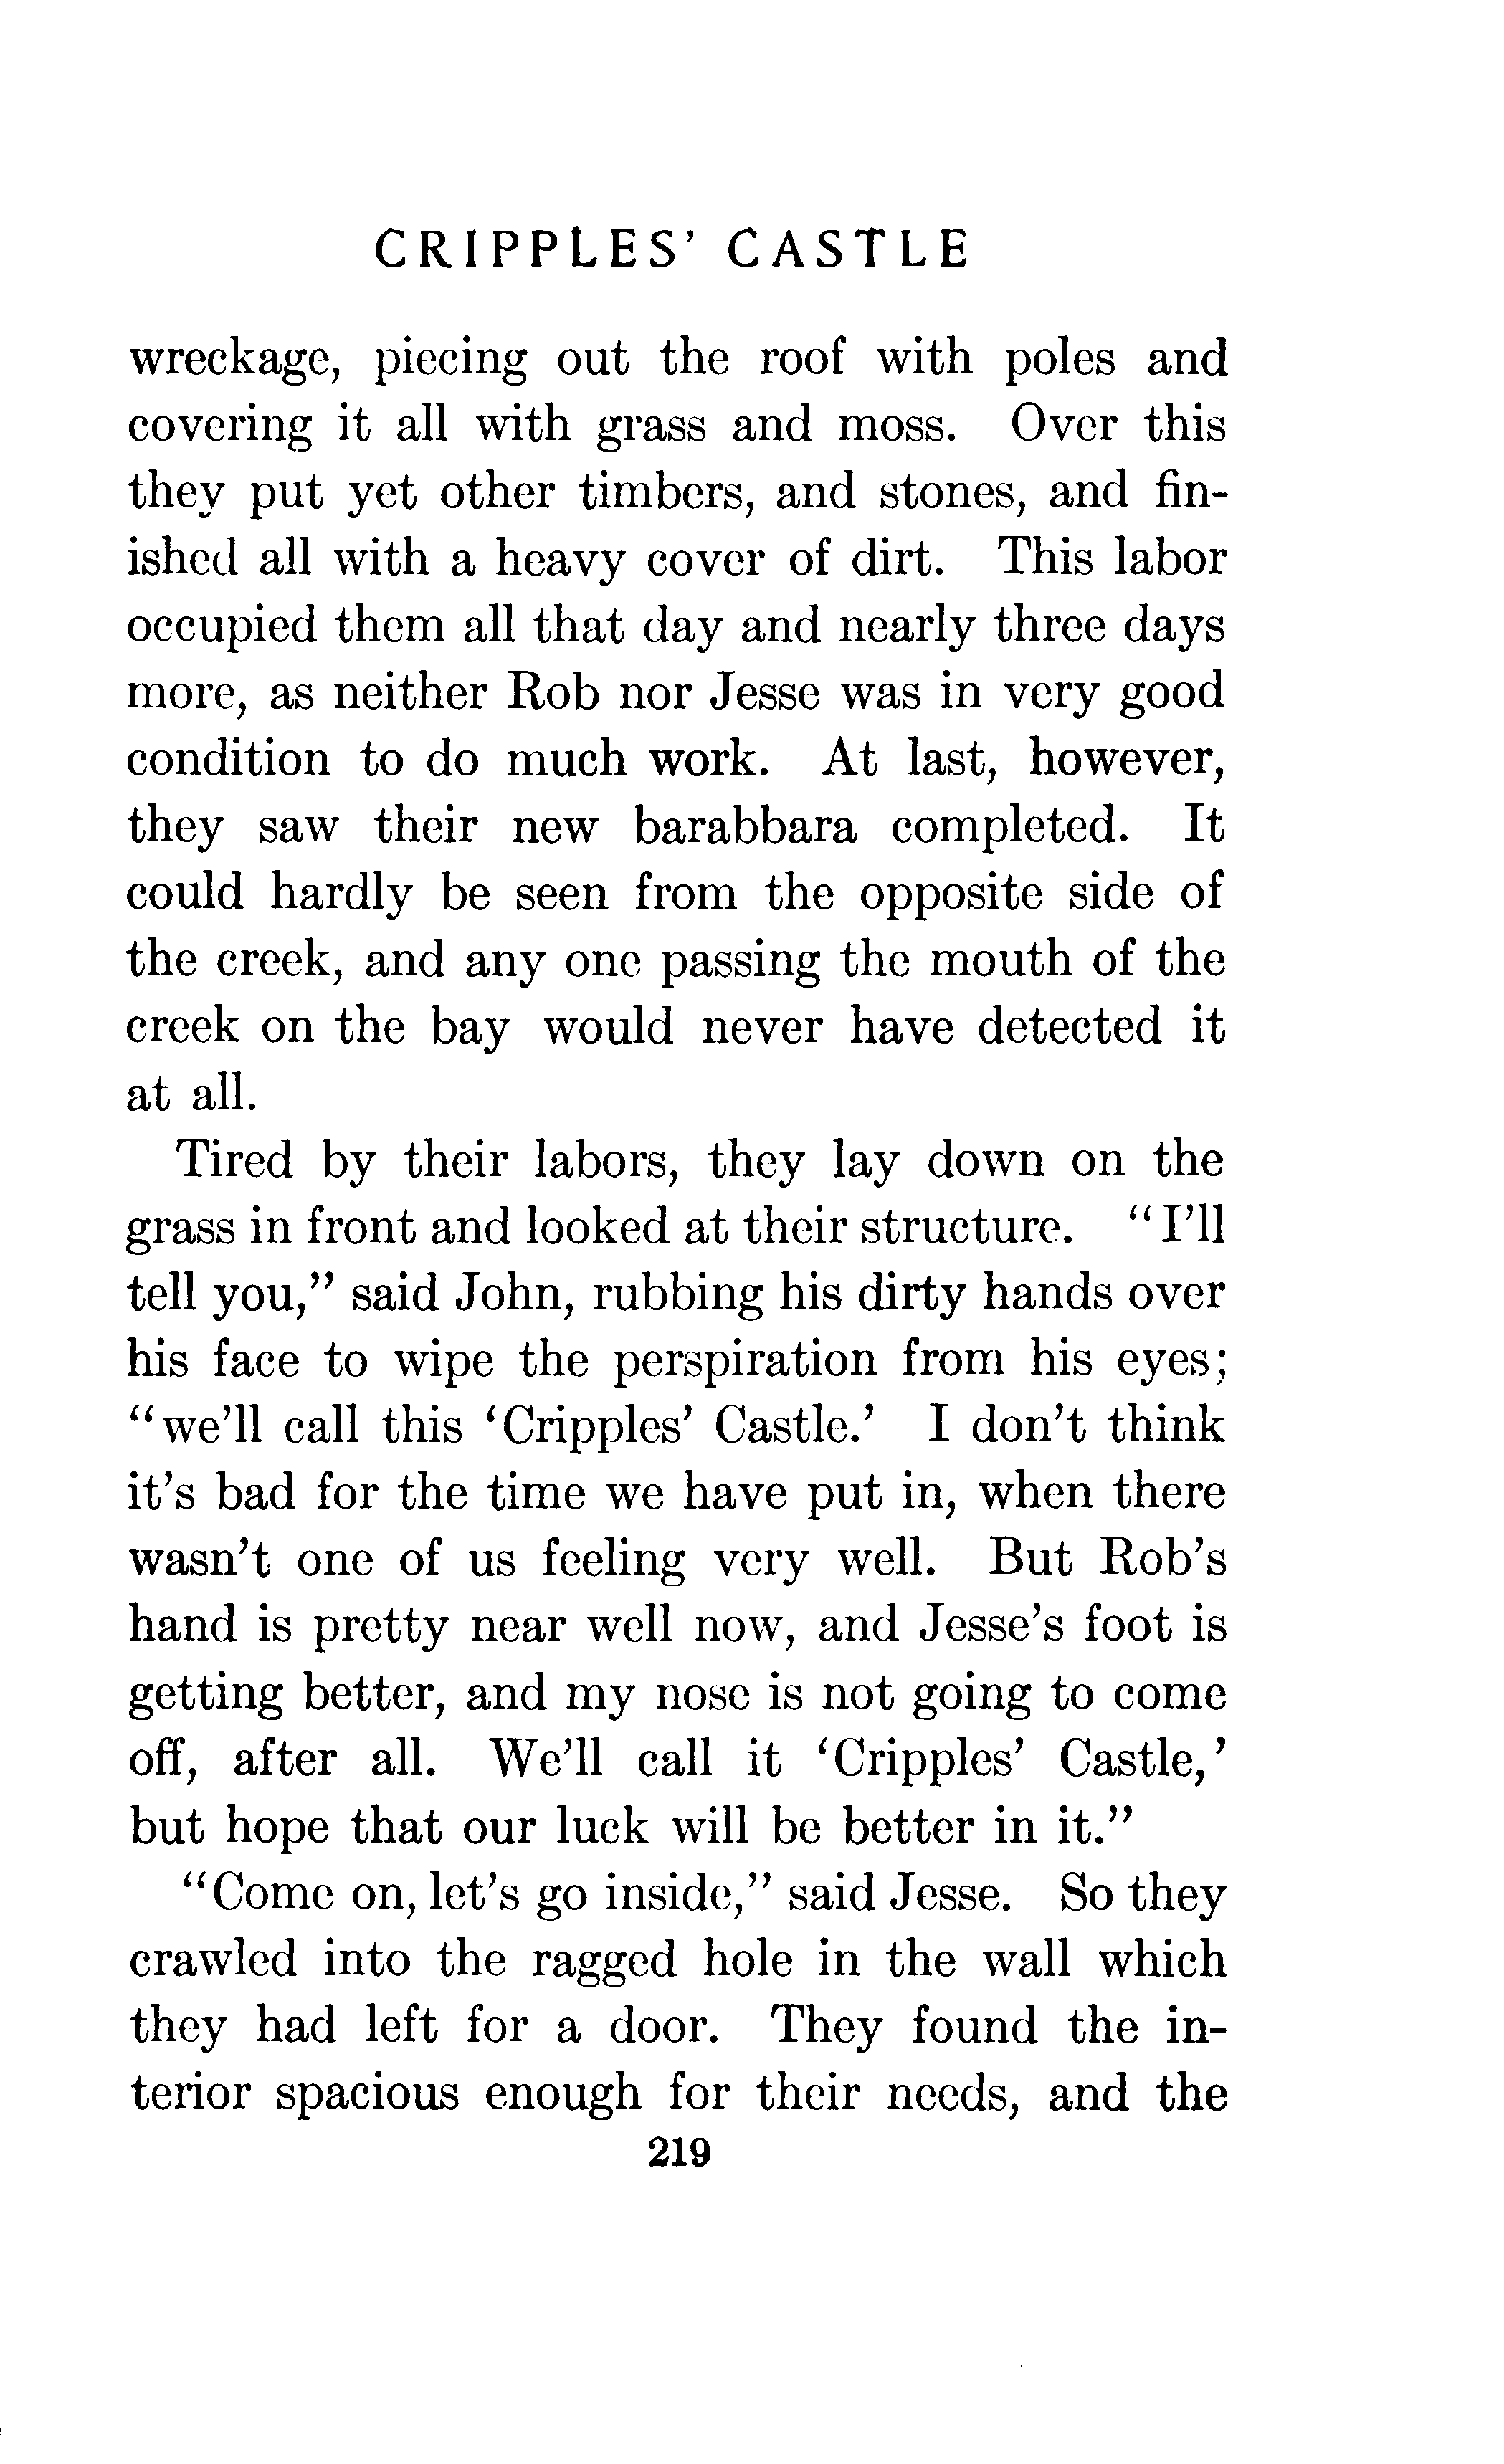 CRIPPLES' CASTLE
wreckage, piecing out the roof with poles and
covering it all with grass and moss. Over this
they put yet other timbers, and stones, and fin-
ished all with a heavy cover of dirt. This labor
occupied them all that day and nearly three days
more, as neither Rob nor Jesse was in very good
condition to do much work. At last, however,
they saw their new barabbara completed. It
could hardly be seen from the opposite side of
the creek, and any one passing the mouth of the
creek on the bay would never have detected it
at all.
Tired by their labors, they lay down on the
grass in front and looked at their structure. "I'll
tell you," said John, rubbing his dirty hands over
his face to wipe the perspiration from his eyes;
"we'll call this 'Cripples' Castle.' I don't think
it's bad for the time we have put in, when there
wasn't one of us feeling very well. But Rob's
hand is pretty near well now, and Jesse's foot is
getting better, and my nose is not going to come
off, after all. We'll call it 'Cripples' Castle,'
but hope that our luck will be better in it."
"Come on, let's go inside," said Jesse. So they
crawled into the ragged hole in the wall which
they had left for a door. They found the in-
terior spacious enough for their needs, and the
219